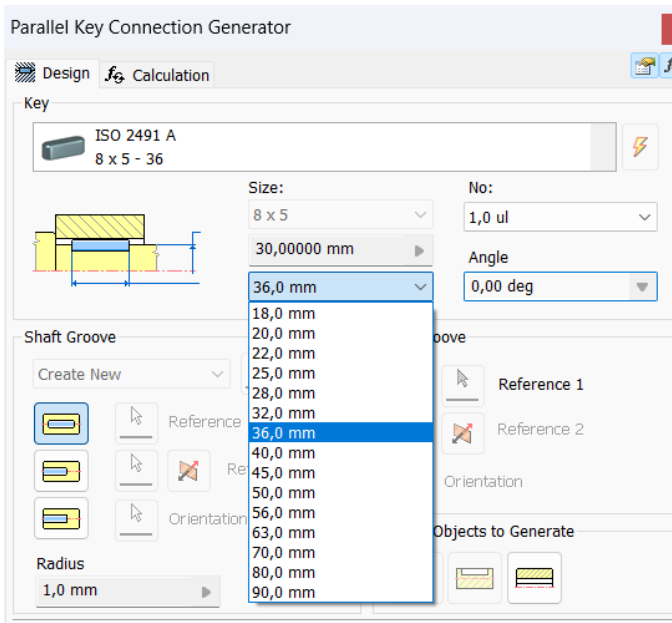 Parallel Key Connection Generator
Design
Calculation
Key
ISO 2491 A
8 x 5 - 36
Size:
No:
8 x 5
1,0 ul
30,00000 mm
Angle
36,0 mm
0,00 deg
18,0 mm
20,0 mm
22,0 mm
25,0 mm
28,0 mm
32,0 mm
36,0 mm
40,0 mm
45,0 mm
50,0 mm
56,0 mm
63,0 mm
70,0 mm
80,0 mm
90,0 mm
Shaft Groove
Create New
Reference
Re
Orientation
Radius
1,0 mm
oove
Reference 1
Reference 2
Orientation
Objects to Generate